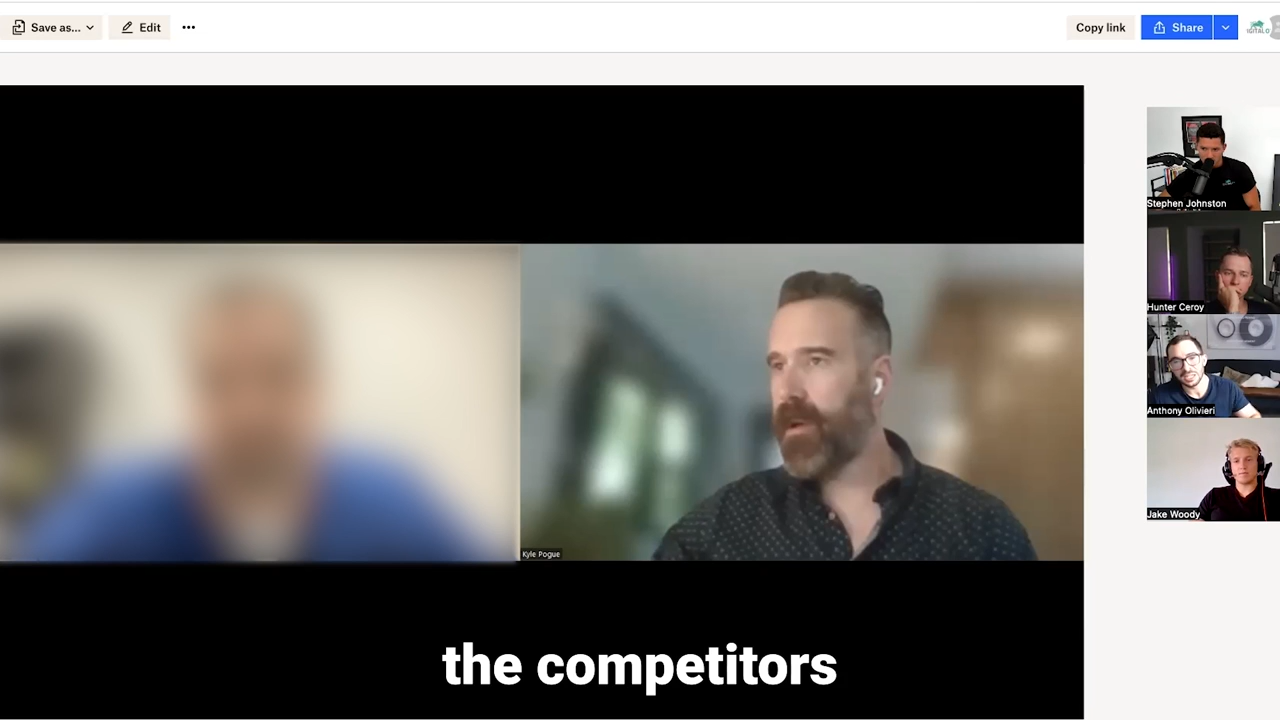 Save as...
Edit
Copy link
Share
Stephen Johnston
Hunter Ceroy
Anthony Olivieri
Jake Woody
Kyle Pogue
the competitors